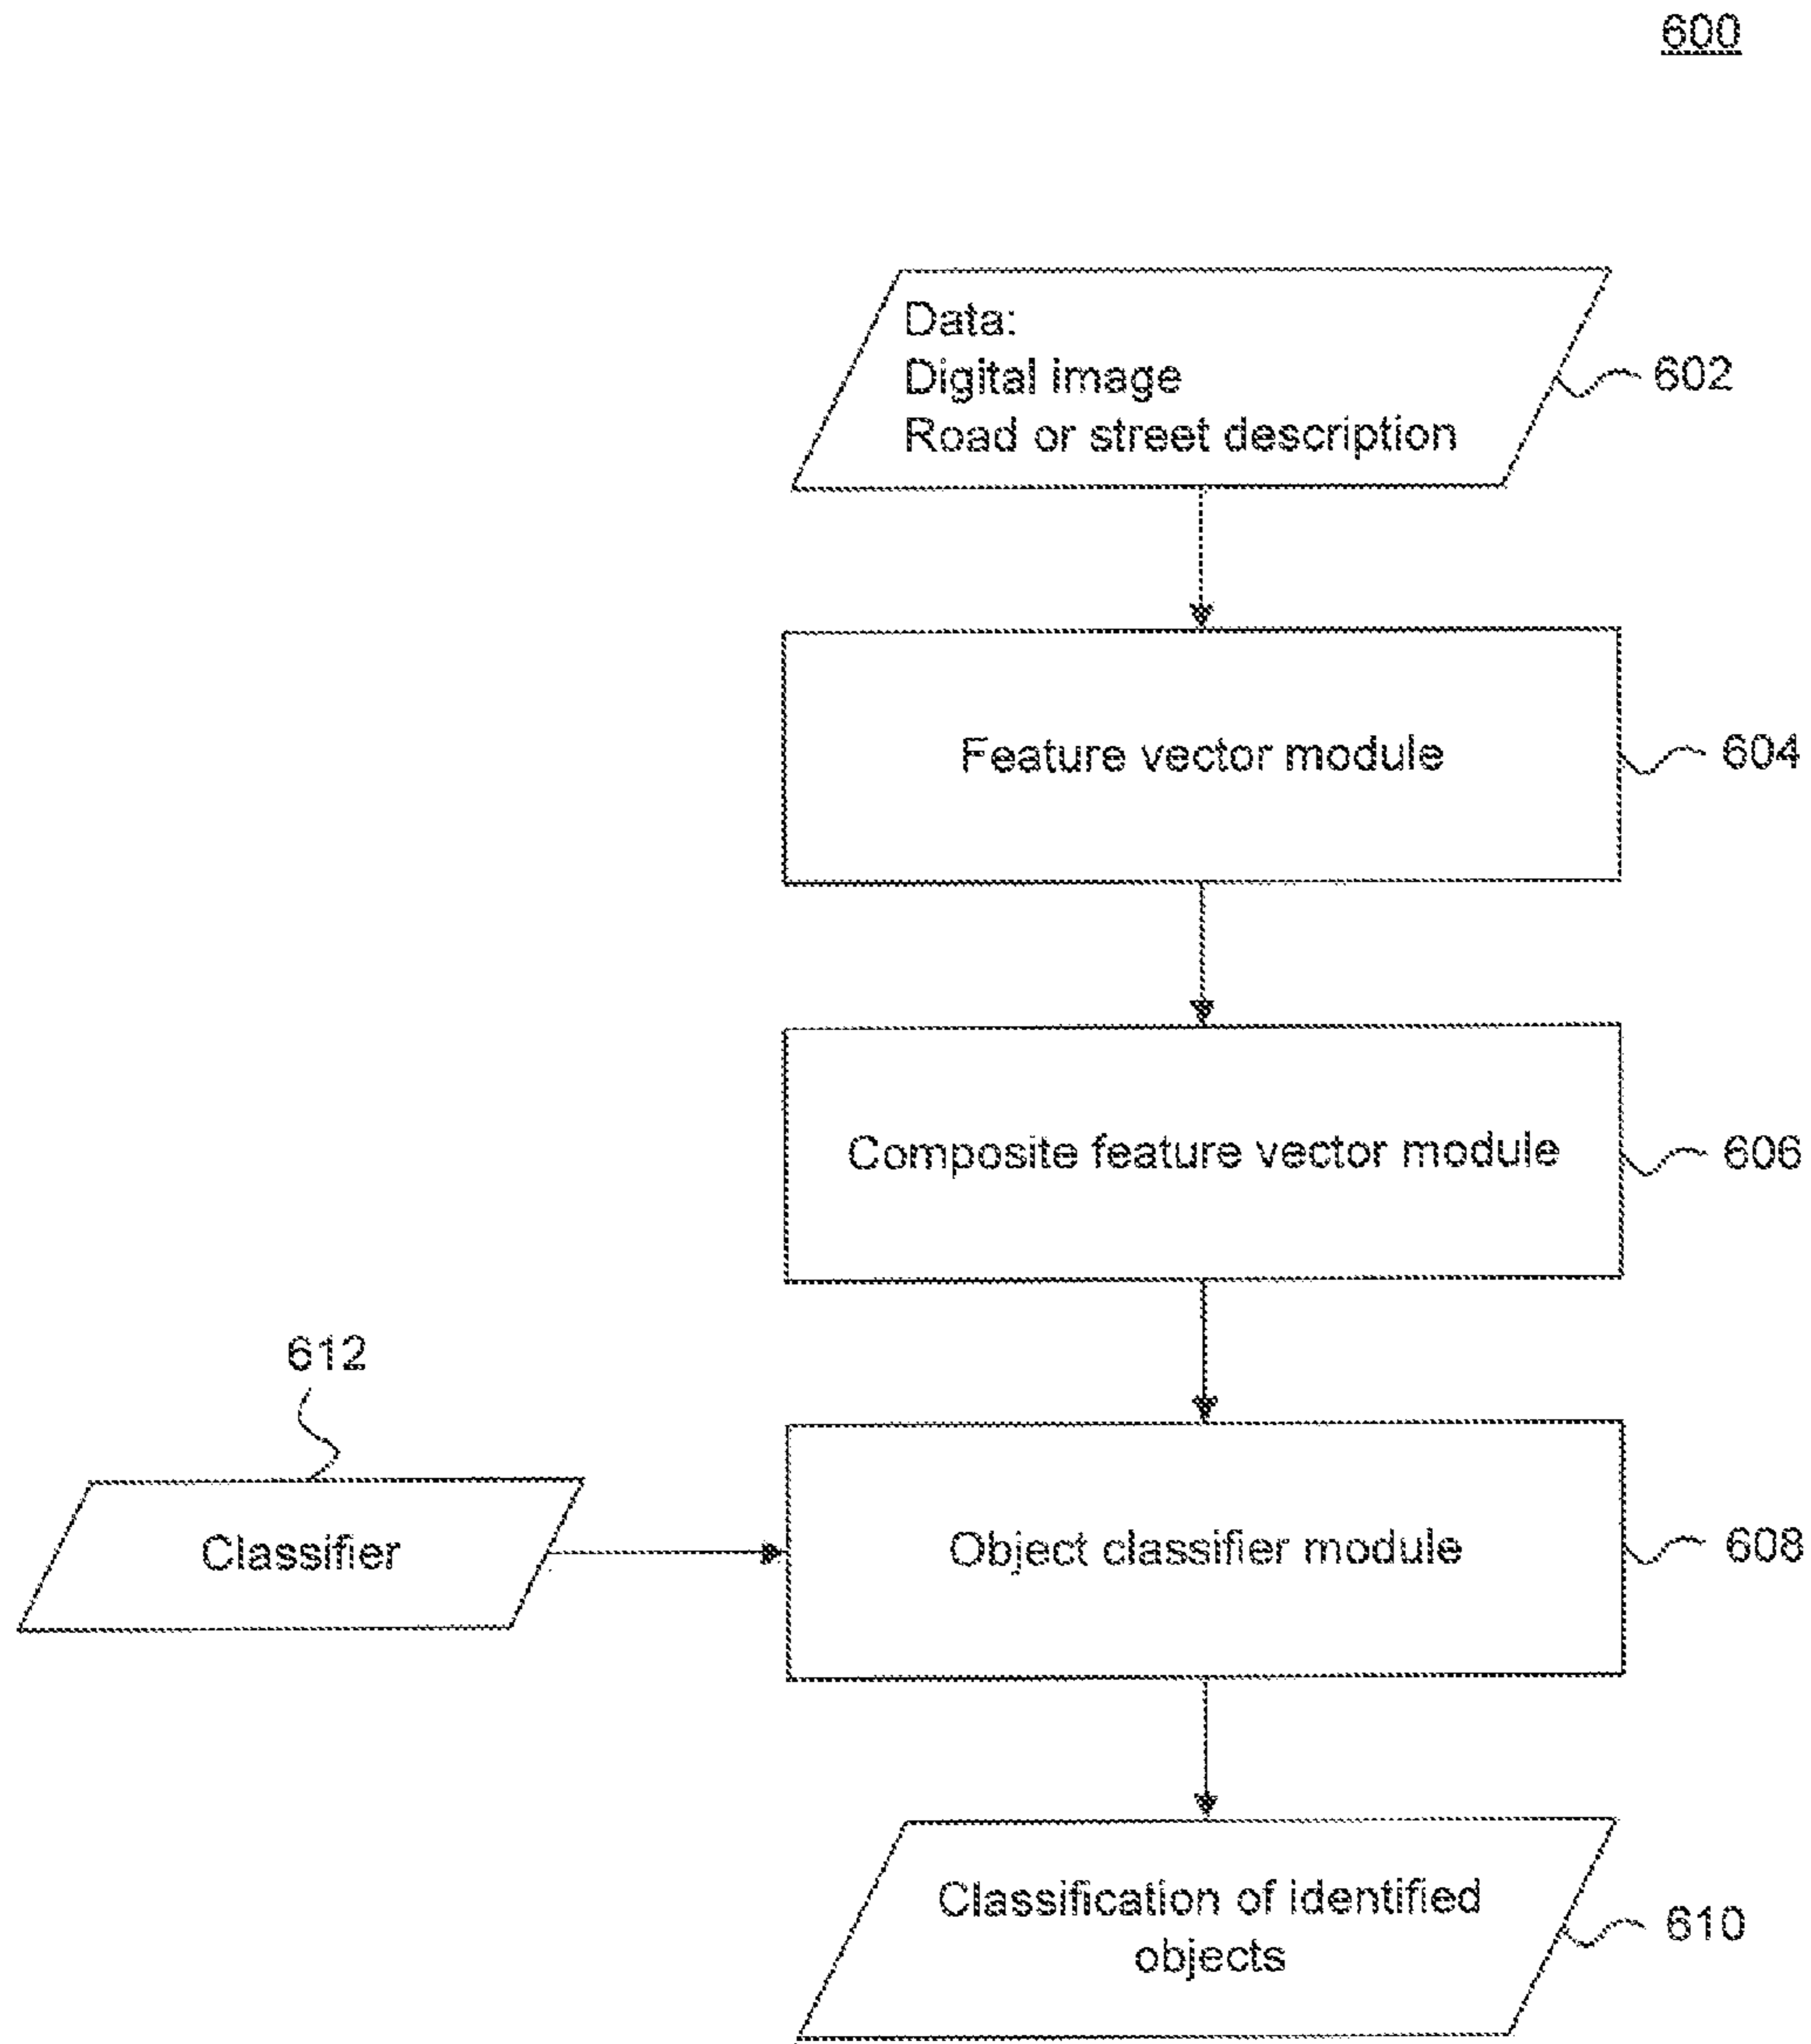 600
Data:
Digital image
Road or street description
602
Feature vector module
604
Composite feature vector module
606
612
Classifier
Object classifier module
608
Classification of identified
objects
610